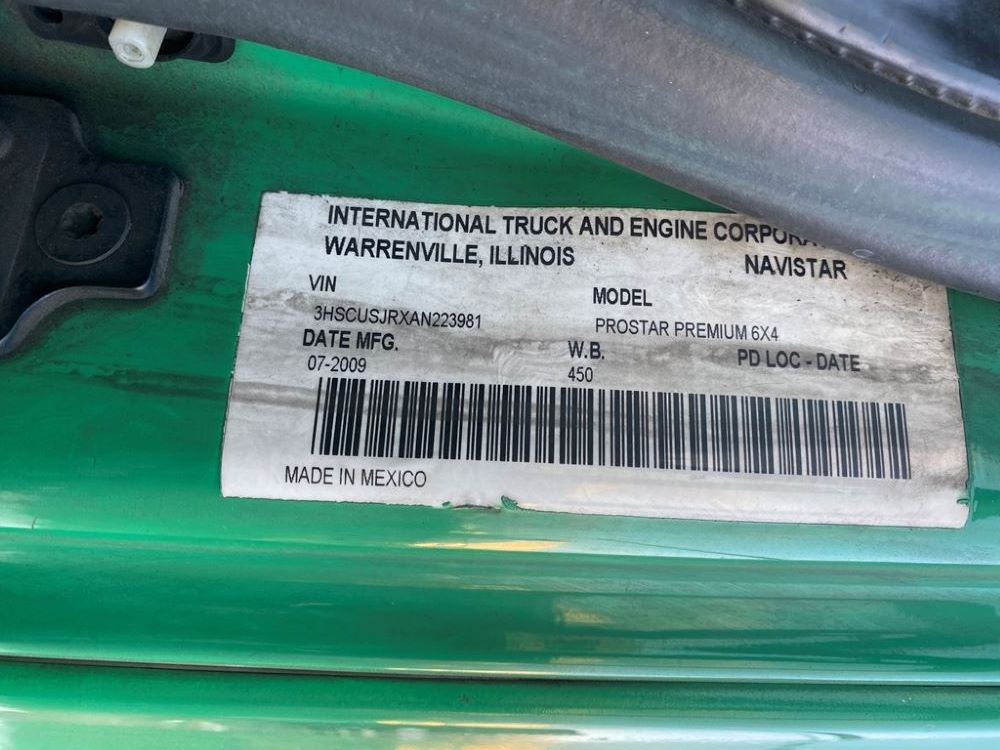 INTERNATIONAL TRUCK AND ENGINE
WARRENVILLE, ILLINOIS NAVISTAR
VIN MODEL
3HSCUSJRXAN223981 PROSTAR PREMIUM 6X4
DATE MFG. W.B. PD LOC - DATE
07-2009 450
MADE IN MEXICO